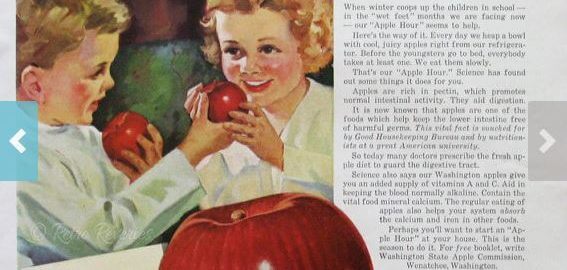 When winter coops up the children in school—
in the "wet feet" months we are facing now
—our "Apple Hour" seems to help.
Here's the way of it. Every day we heap a bowl
with cool, juicy apples right from our refrigera-
tor. Before the youngsters go to bed, everybody
takes at least one. We eat them slowly.
That's our "Apple Hour." Science has found
out some things it does for you.
Apples are rich in pectin, which promotes
normal intestinal activity. They aid digestion.
It is now known that apples are one of the
foods which help keep the lower intestine free
of harmful germs. This vital fact is vouched for
by Good Housekeeping Bureau and by nutrition-
ists at a great American university.
So today many doctors prescribe the fresh ap-
ple diet to guard the digestive tract.
Science also says our Washington apples give
you an added supply of vitamins A and C. Aid in
keeping the blood normally alkaline. Contain the
vital food mineral calcium. The regular eating of
apples also helps your system absorb
the calcium and iron in other foods.
Perhaps you'll want to start an "Ap-
ple Hour" at your house. This is the
season to do it. For free booklet, write
Washington State Apple Commission,
Wenatchee, Washington.
©